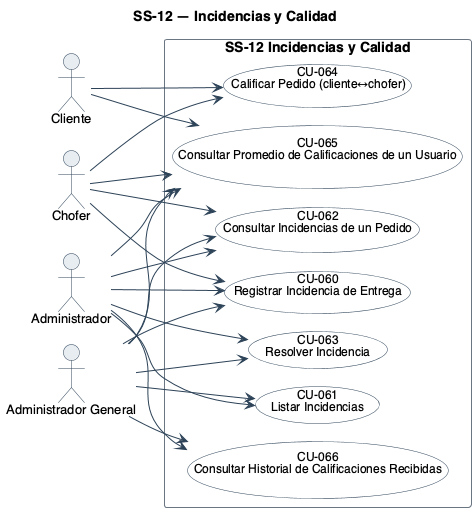 SS-12 — Incidencias y Calidad
SS-12 Incidencias y Calidad
CU-064
Calificar Pedido (cliente↔chofer)
Cliente
CU-065
Consultar Promedio de Calificaciones de un Usuario
Chofer
CU-062
Consultar Incidencias de un Pedido
CU-060
Registrar Incidencia de Entrega
Administrador
CU-063
Resolver Incidencia
CU-061
Listar Incidencias
Administrador General
CU-066
Consultar Historial de Calificaciones Recibidas